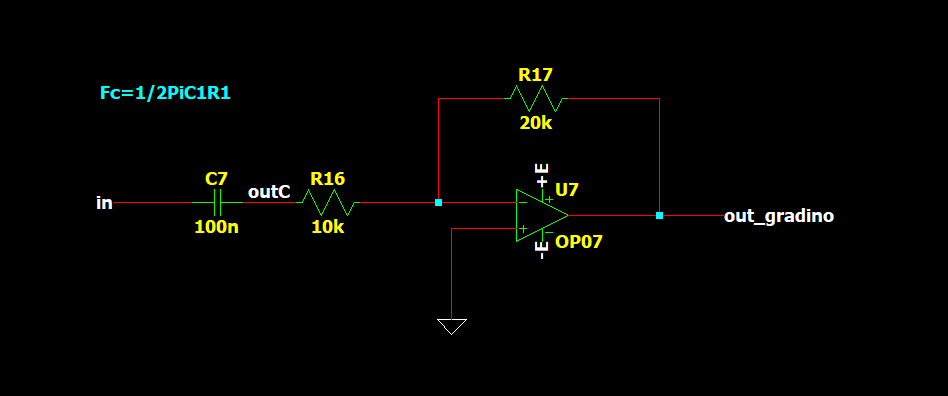 Fc=1/2PiC1R1
R17
20k
in
C7
100n
outC
R16
10k
+E
U7
-E
OP07
out_gradino